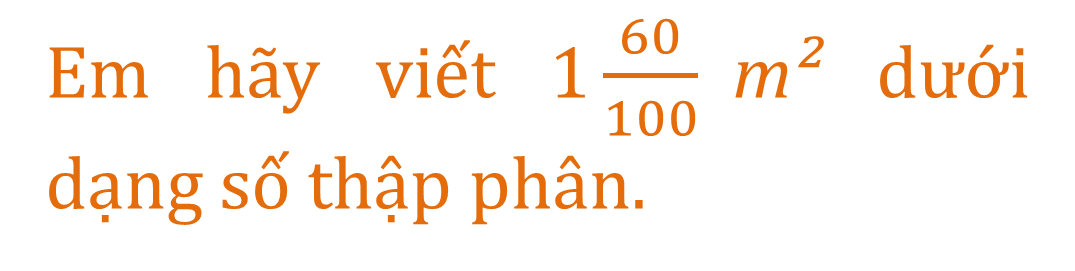 Em hãy viết 1 60/100 m² dưới
dạng số thập phân.